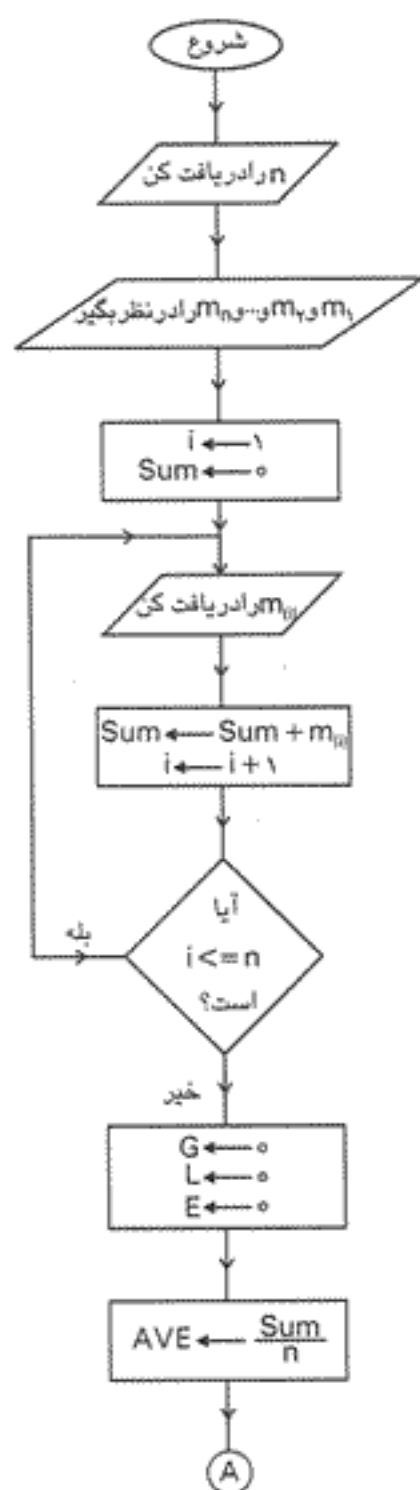 شروع
n را دریافت کن
m۱ و m۲ و ... و mn را در نظر بگیر
i ← ۱
Sum ← ۰
m(i) را دریافت کن
Sum ← Sum + m(i)
i ← i + ۱
آیا
i <= n
است؟
بله
خیر
G ← ۰
L ← ۰
E ← ۰
AVE ← Sum
n
A